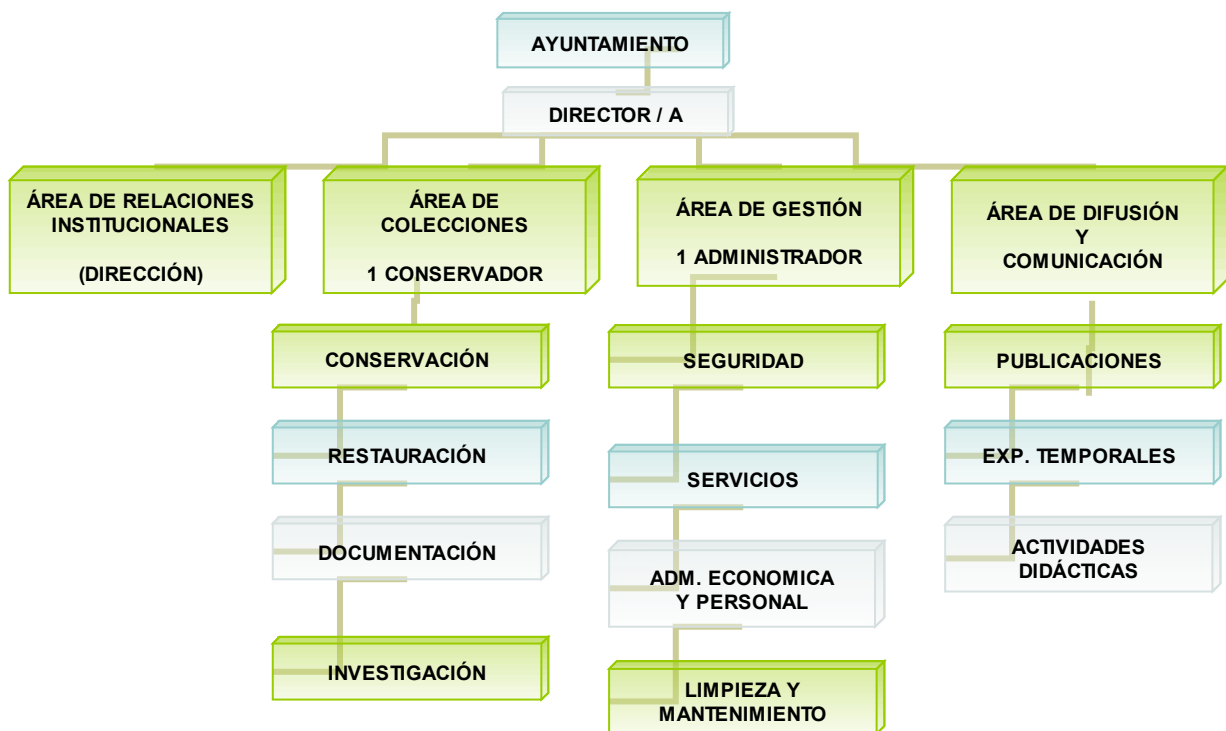 AYUNTAMIENTO
DIRECTOR / A
ÁREA DE RELACIONES
INSTITUCIONALES
(DIRECCIÓN)
ÁREA DE
COLECCIONES
1 CONSERVADOR
ÁREA DE GESTIÓN
1 ADMINISTRADOR
ÁREA DE DIFUSIÓN
Y
COMUNICACIÓN
CONSERVACIÓN
RESTAURACIÓN
DOCUMENTACIÓN
INVESTIGACIÓN
SEGURIDAD
SERVICIOS
ADM. ECONOMICA
Y PERSONAL
LIMPIEZA Y
MANTENIMIENTO
PUBLICACIONES
EXP. TEMPORALES
ACTIVIDADES
DIDÁCTICAS